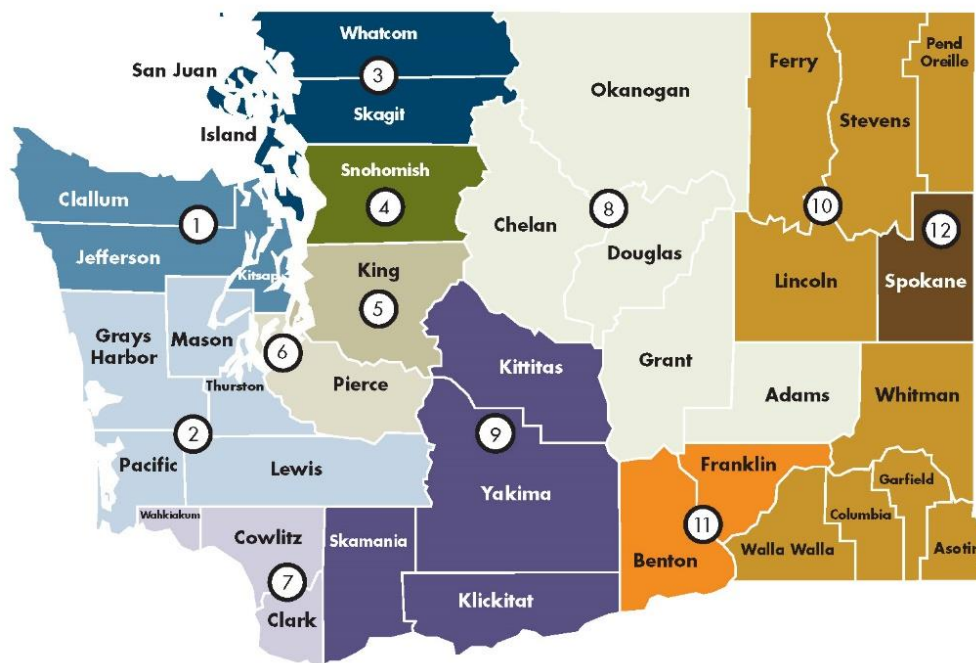 Whatcom
San Juan
3
Skagit
Island
Okanogan
Ferry
Pend
Oreille
Stevens
Snohomish
4
Clallum
1
Jefferson
Kitsap
Chelan
8
Douglas
10
12
King
5
Lincoln
Spokane
Grays
Harbor
Mason
6
Thurston
Pierce
Kittitas
Grant
Adams
Whitman
2
9
Pacific
Lewis
Yakima
Franklin
Garfield
Wahkiakum
Cowlitz
Skamania
11
Columbia
Walla Walla
Asotin
Benton
7
Clark
Klickitat